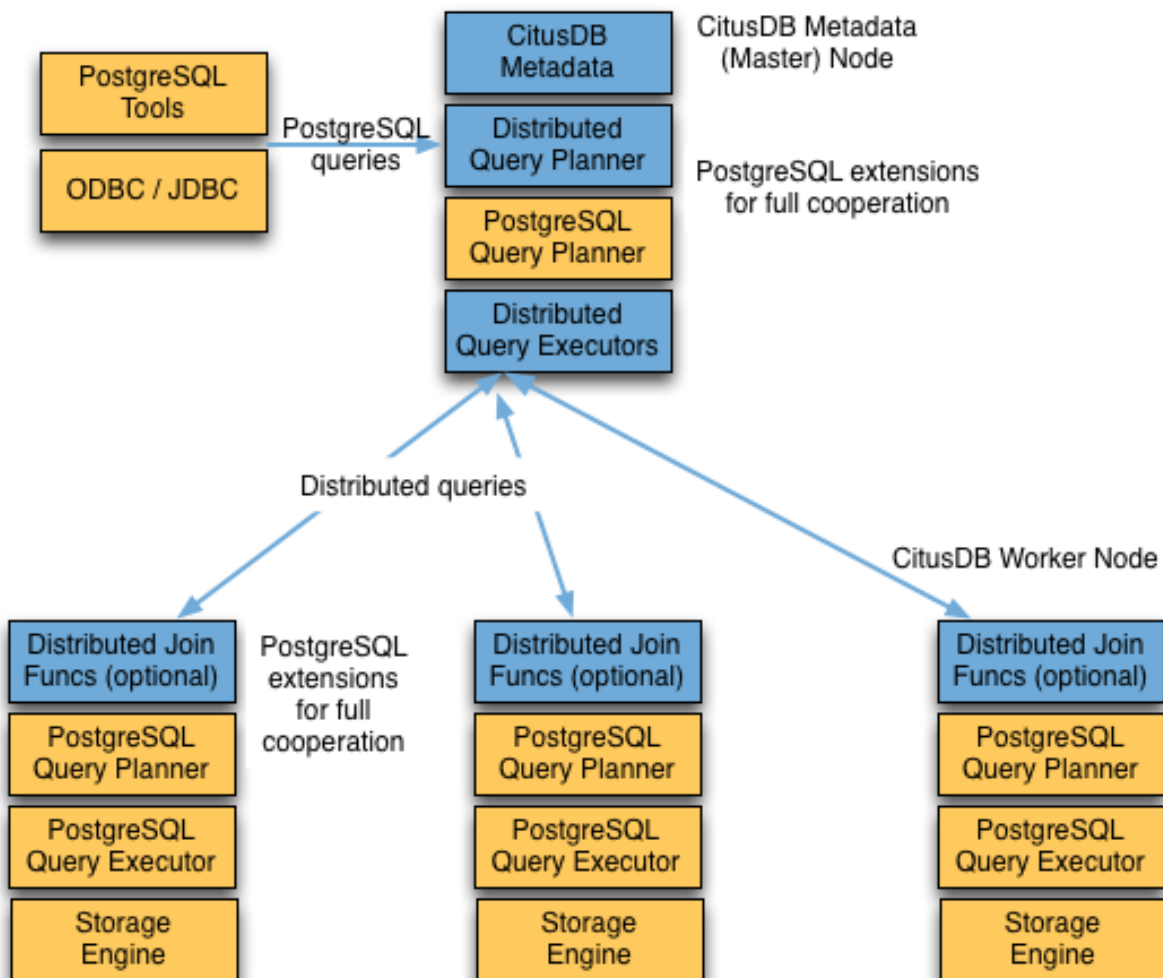 CitusDB
Metadata
CitusDB Metadata
(Master) Node
PostgreSQL
Tools
PostgreSQL
queries
Distributed
Query Planner
ODBC / JDBC
PostgreSQL extensions
for full cooperation
PostgreSQL
Query Planner
Distributed
Query Executors
Distributed queries
CitusDB Worker Node
Distributed Join
Funcs (optional)
PostgreSQL
extensions
for full
cooperation
Distributed Join
Funcs (optional)
Distributed Join
Funcs (optional)
PostgreSQL
Query Planner
PostgreSQL
Query Planner
PostgreSQL
Query Planner
PostgreSQL
Query Executor
PostgreSQL
Query Executor
PostgreSQL
Query Executor
Storage
Engine
Storage
Engine
Storage
Engine